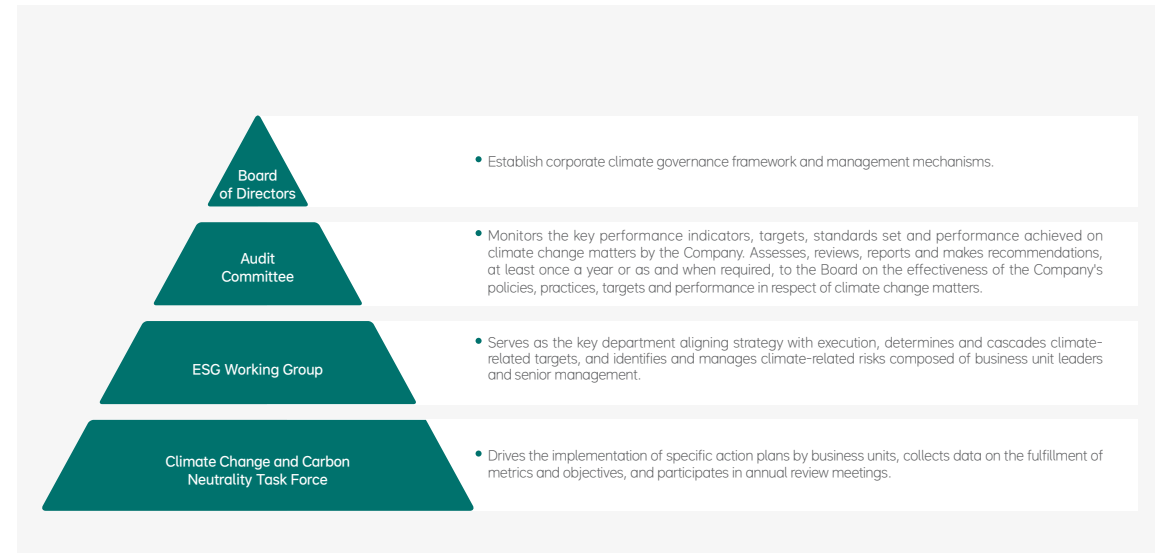 Board
of Directors
• Establish corporate climate governance framework and management mechanisms.
Audit
Committee
• Monitors the key performance indicators, targets, standards set and performance achieved on
climate change matters by the Company. Assesses, reviews, reports and makes recommendations,
at least once a year or as and when required, to the Board on the effectiveness of the Company's
policies, practices, targets and performance in respect of climate change matters.
ESG Working Group
• Serves as the key department aligning strategy with execution, determines and cascades climate-
related targets, and identifies and manages climate-related risks composed of business unit leaders
and senior management.
Climate Change and Carbon
Neutrality Task Force
• Drives the implementation of specific action plans by business units, collects data on the fulfillment of
metrics and objectives, and participates in annual review meetings.